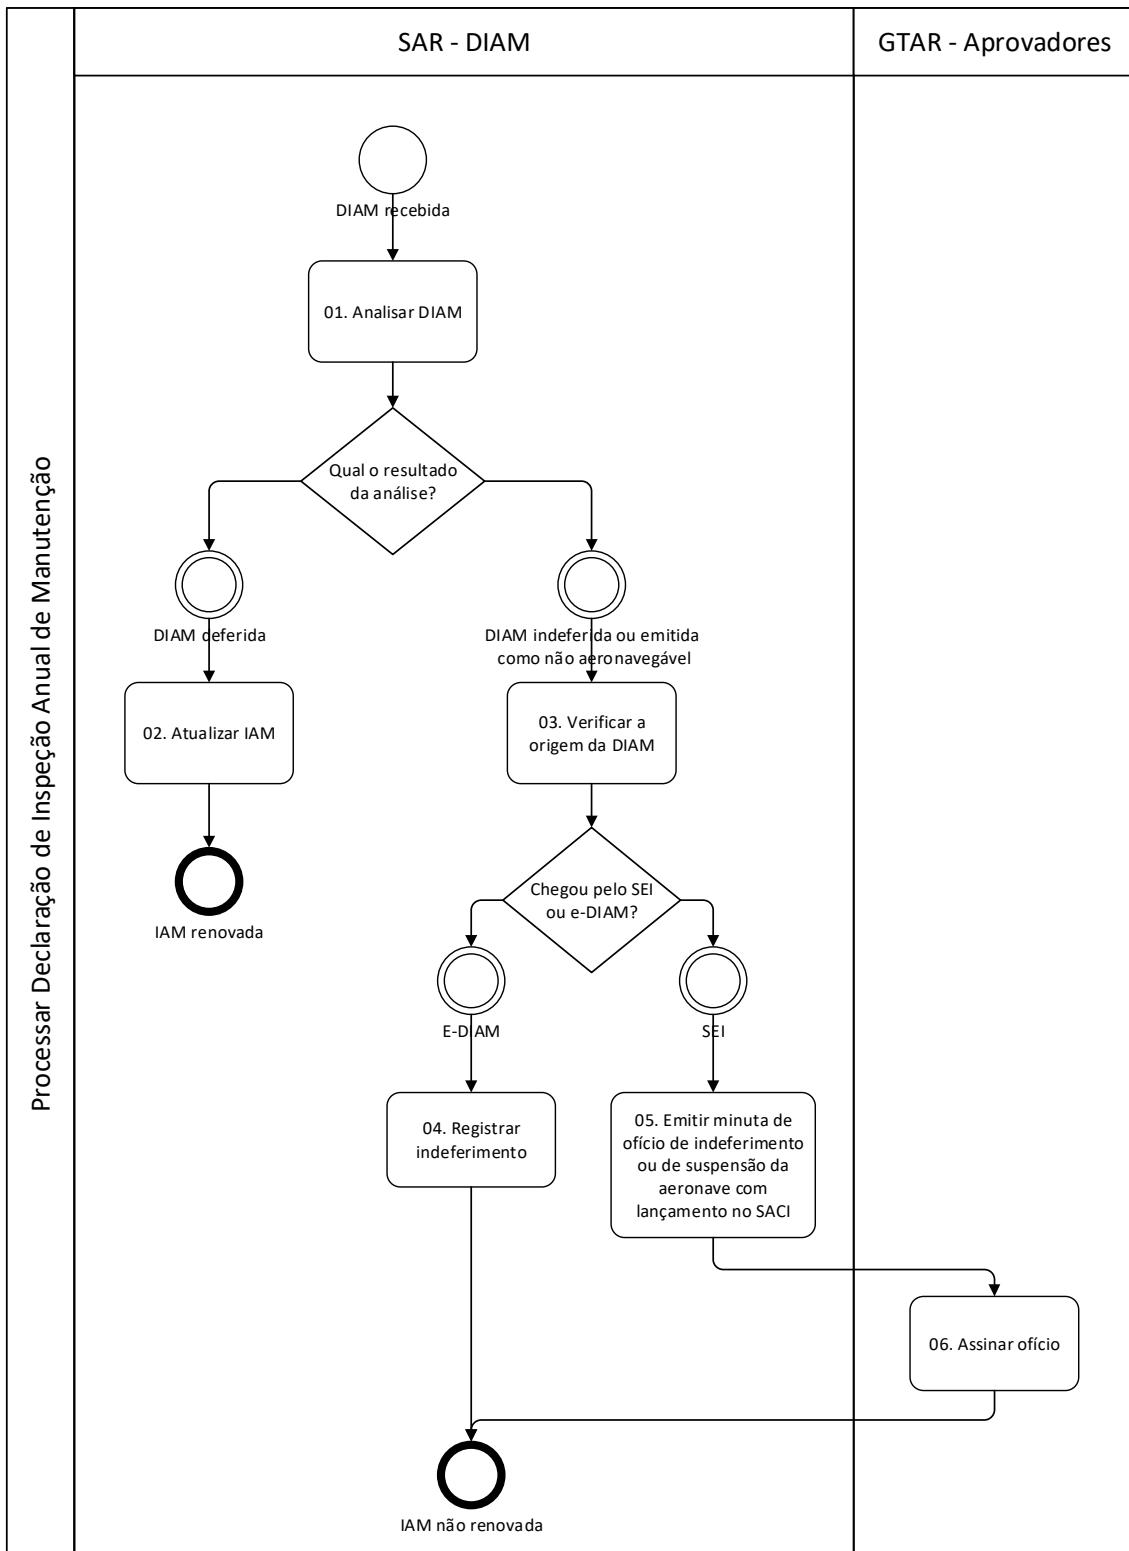 SAR - DIAM
GTAR - Aprovadores
Processar Declaração de Inspeção Anual de Manutenção
DIAM recebida
01. Analisar DIAM
Qual o resultado
da análise?
DIAM deferida
DIAM indeferida ou emitida
como não aeronavegável
02. Atualizar IAM
03. Verificar a
origem da DIAM
IAM renovada
Chegou pelo SEI
ou e-DIAM?
E-DIAM
SEI
04. Registrar
indeferimento
05. Emitir minuta de
ofício de indeferimento
ou de suspensão da
aeronave com
lançamento no SACI
06. Assinar ofício
IAM não renovada